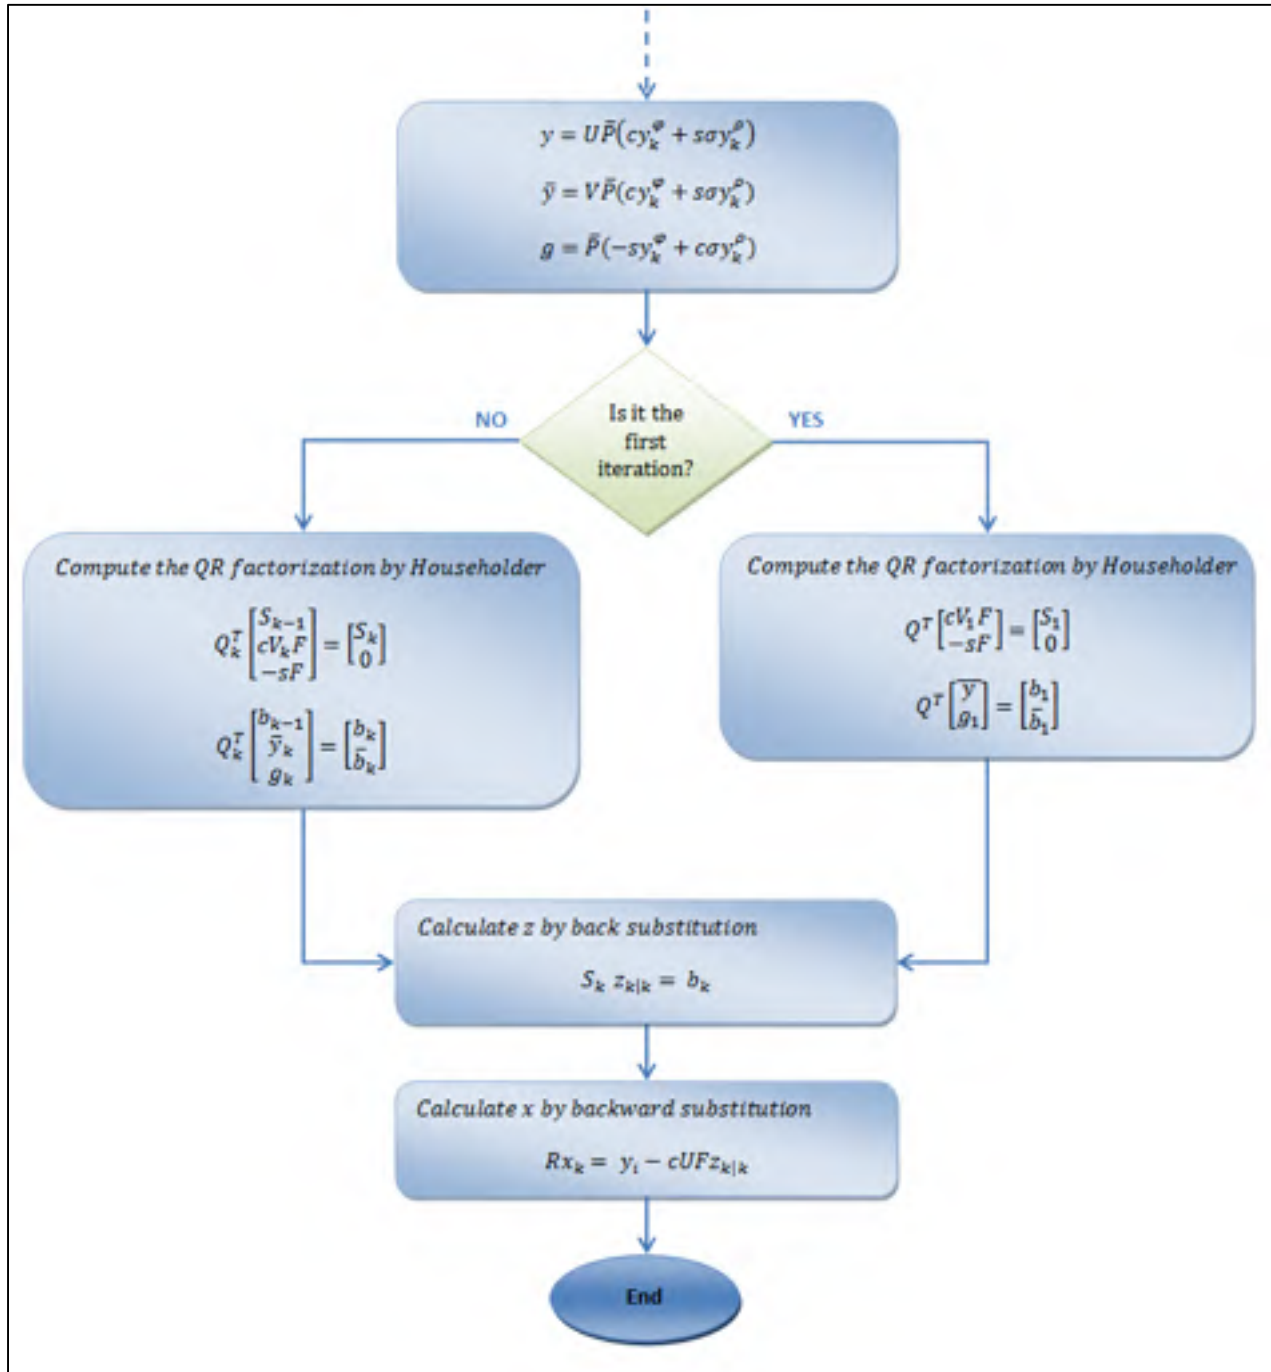 y = UP̄(cy_k^φ + sσy_k^ρ)
ȳ = VP̄(cy_k^φ + sσy_k^ρ)
g = P̄(−sy_k^φ + cσy_k^ρ)
Is it the
first
iteration?
NO
YES
Compute the QR factorization by Householder
Q_k^T [S_{k−1}; cV_kF; −sF] = [S_k; 0]
Q_k^T [b_{k−1}; ȳ_k; g_k] = [b_k; b̄_k]
Compute the QR factorization by Householder
Q^T [cV_1F; −sF] = [S_1; 0]
Q^T [ȳ; g_1] = [b_1; b̄_1]
Calculate z by back substitution
S_k z_{k|k} = b_k
Calculate x by backward substitution
Rx_k = y_i − cUFz_{k|k}
End